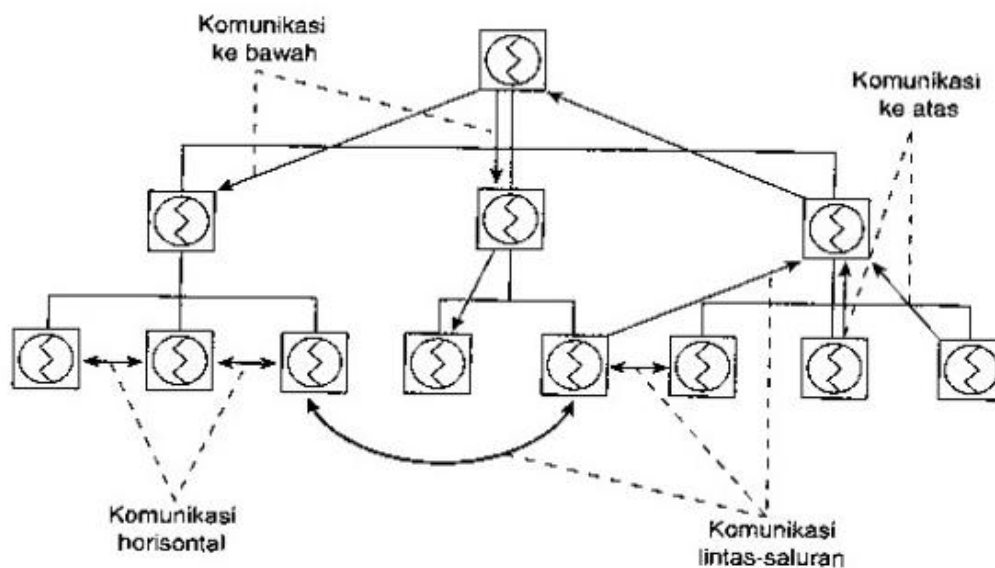 Komunikasi
ke bawah
Komunikasi
ke atas
Komunikasi
horisontal
Komunikasi
lintas-saluran